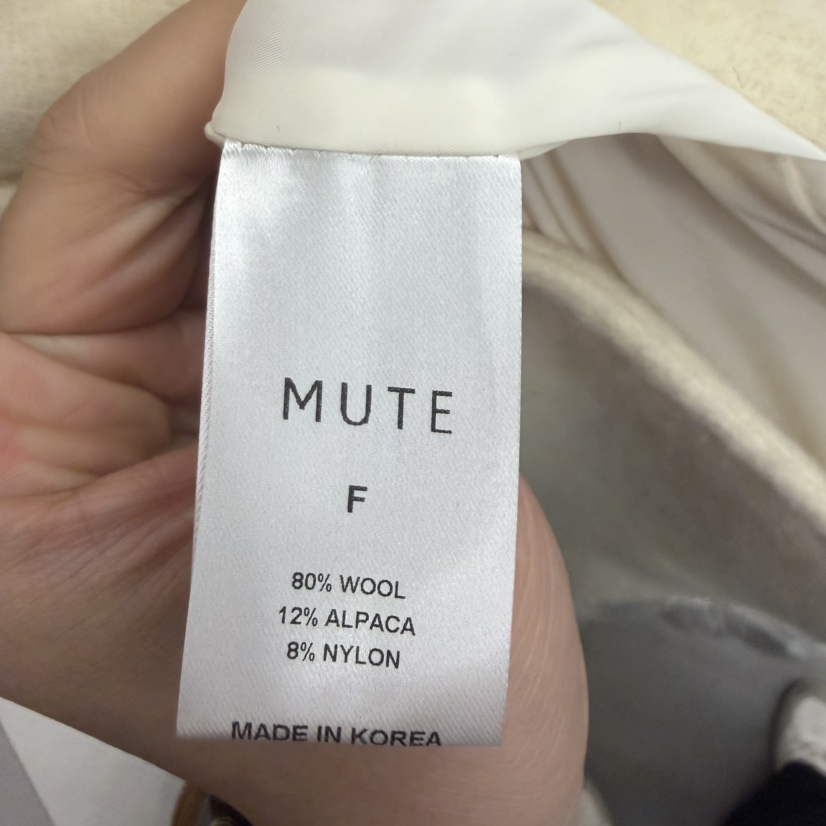 MUTE
F
80% WOOL
12% ALPACA
8% NYLON
MADE IN KOREA